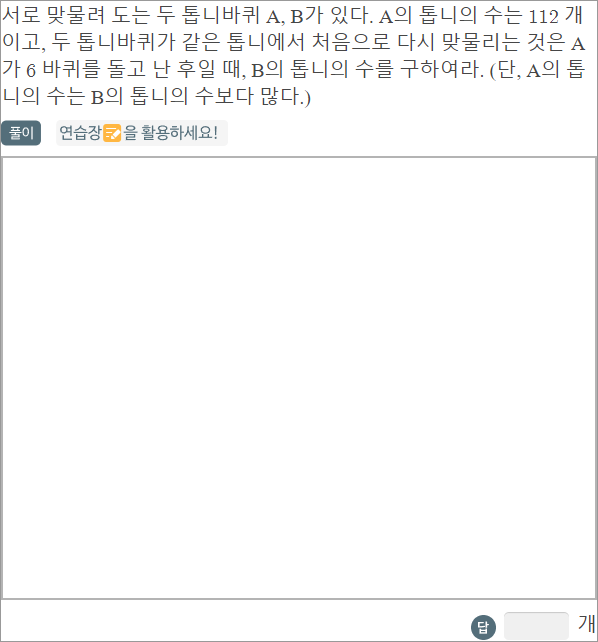 서로 맞물려 도는 두 톱니바퀴 A, B가 있다. A의 톱니의 수는 112 개
이고, 두 톱니바퀴가 같은 톱니에서 처음으로 다시 맞물리는 것은 A
가 6 바퀴를 돌고 난 후일 때, B의 톱니의 수를 구하여라. (단, A의 톱
니의 수는 B의 톱니의 수보다 많다.)
풀이 연습장을 활용하세요!
답 개